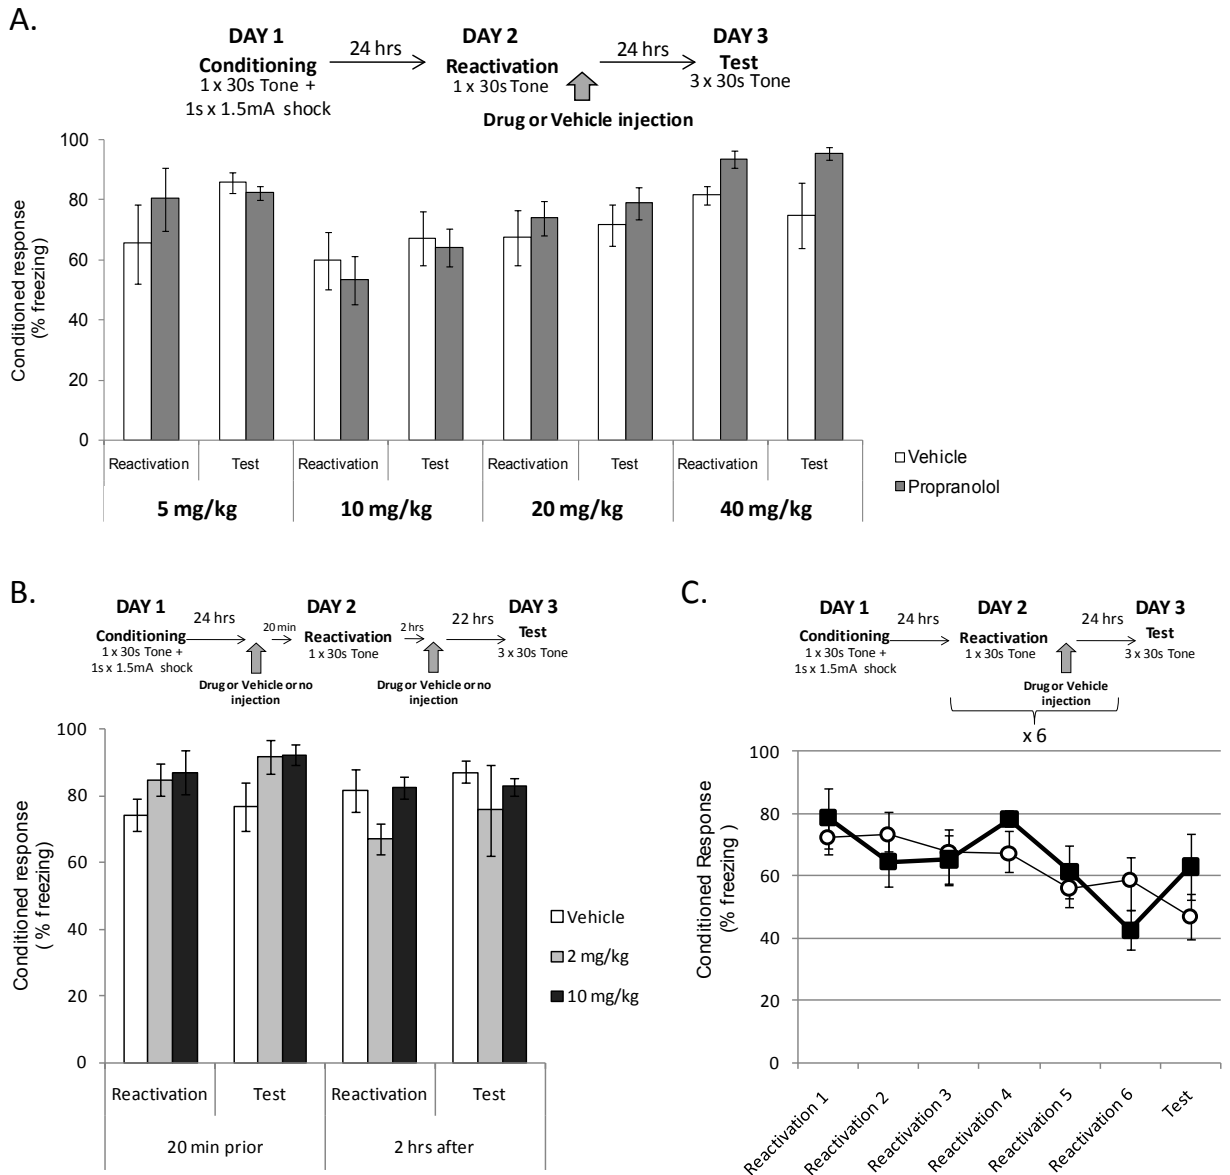 A.
DAY 1
Conditioning
1 x 30s Tone +
1s x 1.5mA shock
24 hrs
DAY 2
Reactivation
1 x 30s Tone
24 hrs
DAY 3
Test
3 x 30s Tone
Drug or Vehicle injection
Conditioned response
(% freezing)
100
80
60
40
20
0
Reactivation Test Reactivation Test Reactivation Test Reactivation Test
5 mg/kg 10 mg/kg 20 mg/kg 40 mg/kg
Vehicle
Propranolol
B.
DAY 1
Conditioning
1 x 30s Tone +
1s x 1.5mA shock
24 hrs
20 min
DAY 2
Reactivation
1 x 30s Tone
2 hrs
22 hrs
DAY 3
Test
3 x 30s Tone
Drug or Vehicle or no
injection
Drug or Vehicle or no
injection
Conditioned response
( % freezing)
100
80
60
40
20
0
Reactivation Test Reactivation Test
20 min prior 2 hrs after
Vehicle
2 mg/kg
10 mg/kg
C.
DAY 1
Conditioning
1 x 30s Tone +
1s x 1.5mA shock
24 hrs
DAY 2
Reactivation
1 x 30s Tone
24 hrs
DAY 3
Test
3 x 30s Tone
Drug or Vehicle
injection
x 6
Conditioned Response
(% freezing )
100
80
60
40
20
0
Reactivation 1
Reactivation 2
Reactivation 3
Reactivation 4
Reactivation 5
Reactivation 6
Test